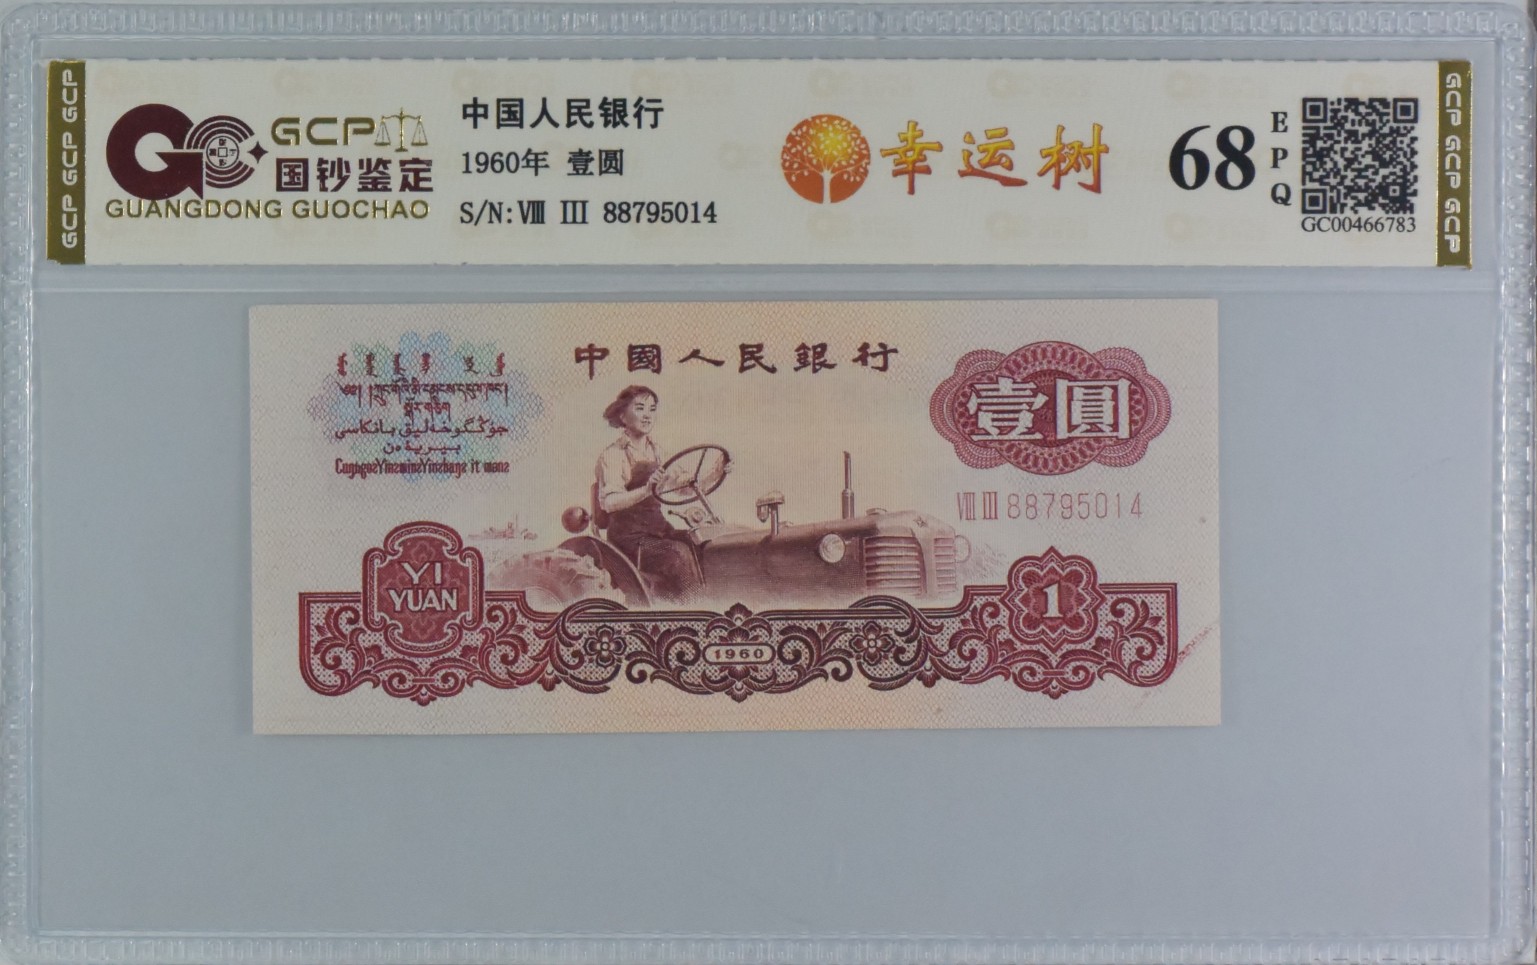 GCP GCP GCP
GCP
国钞鉴定
GUANGDONG GUOCHAO
中国人民银行
1960年 壹圆
S/N: Ⅷ Ⅲ 88795014
幸运树
68
EPQ
GC00466783
GCP GCP GCP
中國人民銀行
壹圓
Ⅷ Ⅲ 88795014
YI
YUAN
1960
1